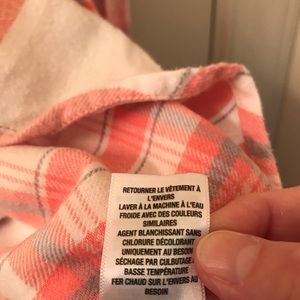 RETOURNER LE VÊTEMENT À
L'ENVERS
LAVER À LA MACHINE À L'EAU
FROIDE AVEC DES COULEURS
SIMILAIRES
AGENT BLANCHISSANT SANS
CHLORURE DÉCOLORANT
UNIQUEMENT AU BESOIN
SÉCHAGE PAR CULBUTAGE À
BASSE TEMPÉRATURE
FER CHAUD SUR L'ENVERS AU
BESOIN